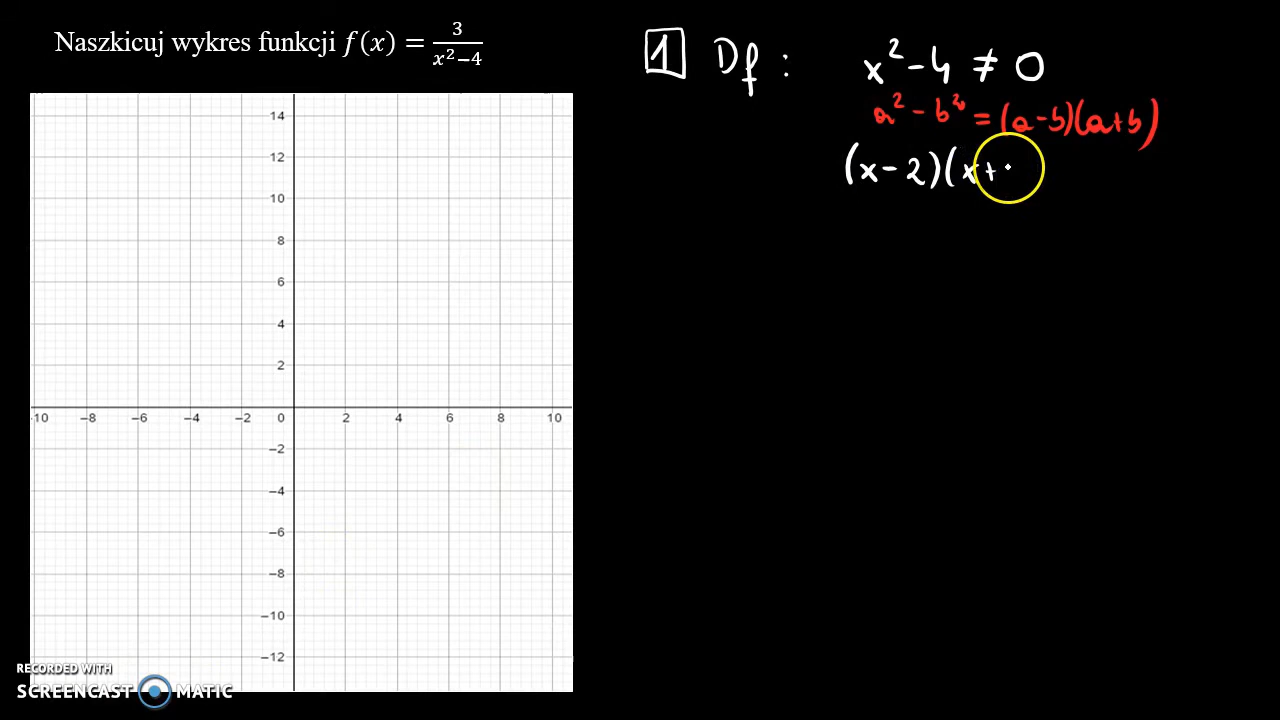 Naszkicuj wykres funkcji f(x) = 3/(x²−4)
1 Df : x² − 4 ≠ 0
a² − b² = (a−b)(a+b)
(x−2)(x+
14
12
10
8
6
4
2
-10 −8 −6 −4 −2 0 2 4 6 8 10
−2
−4
−6
−8
−10
−12
RECORDED WITH
SCREENCAST MATIC